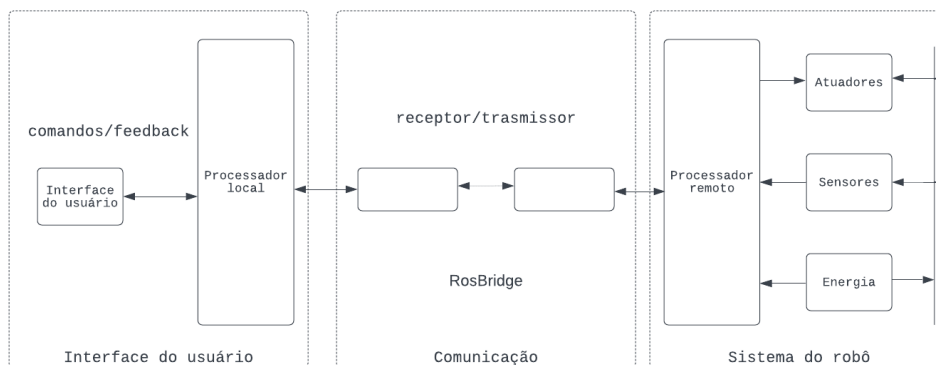 comandos/feedback
Interface
do usuário
Processador
local
receptor/trasmissor
RosBridge
Processador
remoto
Atuadores
Sensores
Energia
Interface do usuário
Comunicação
Sistema do robô